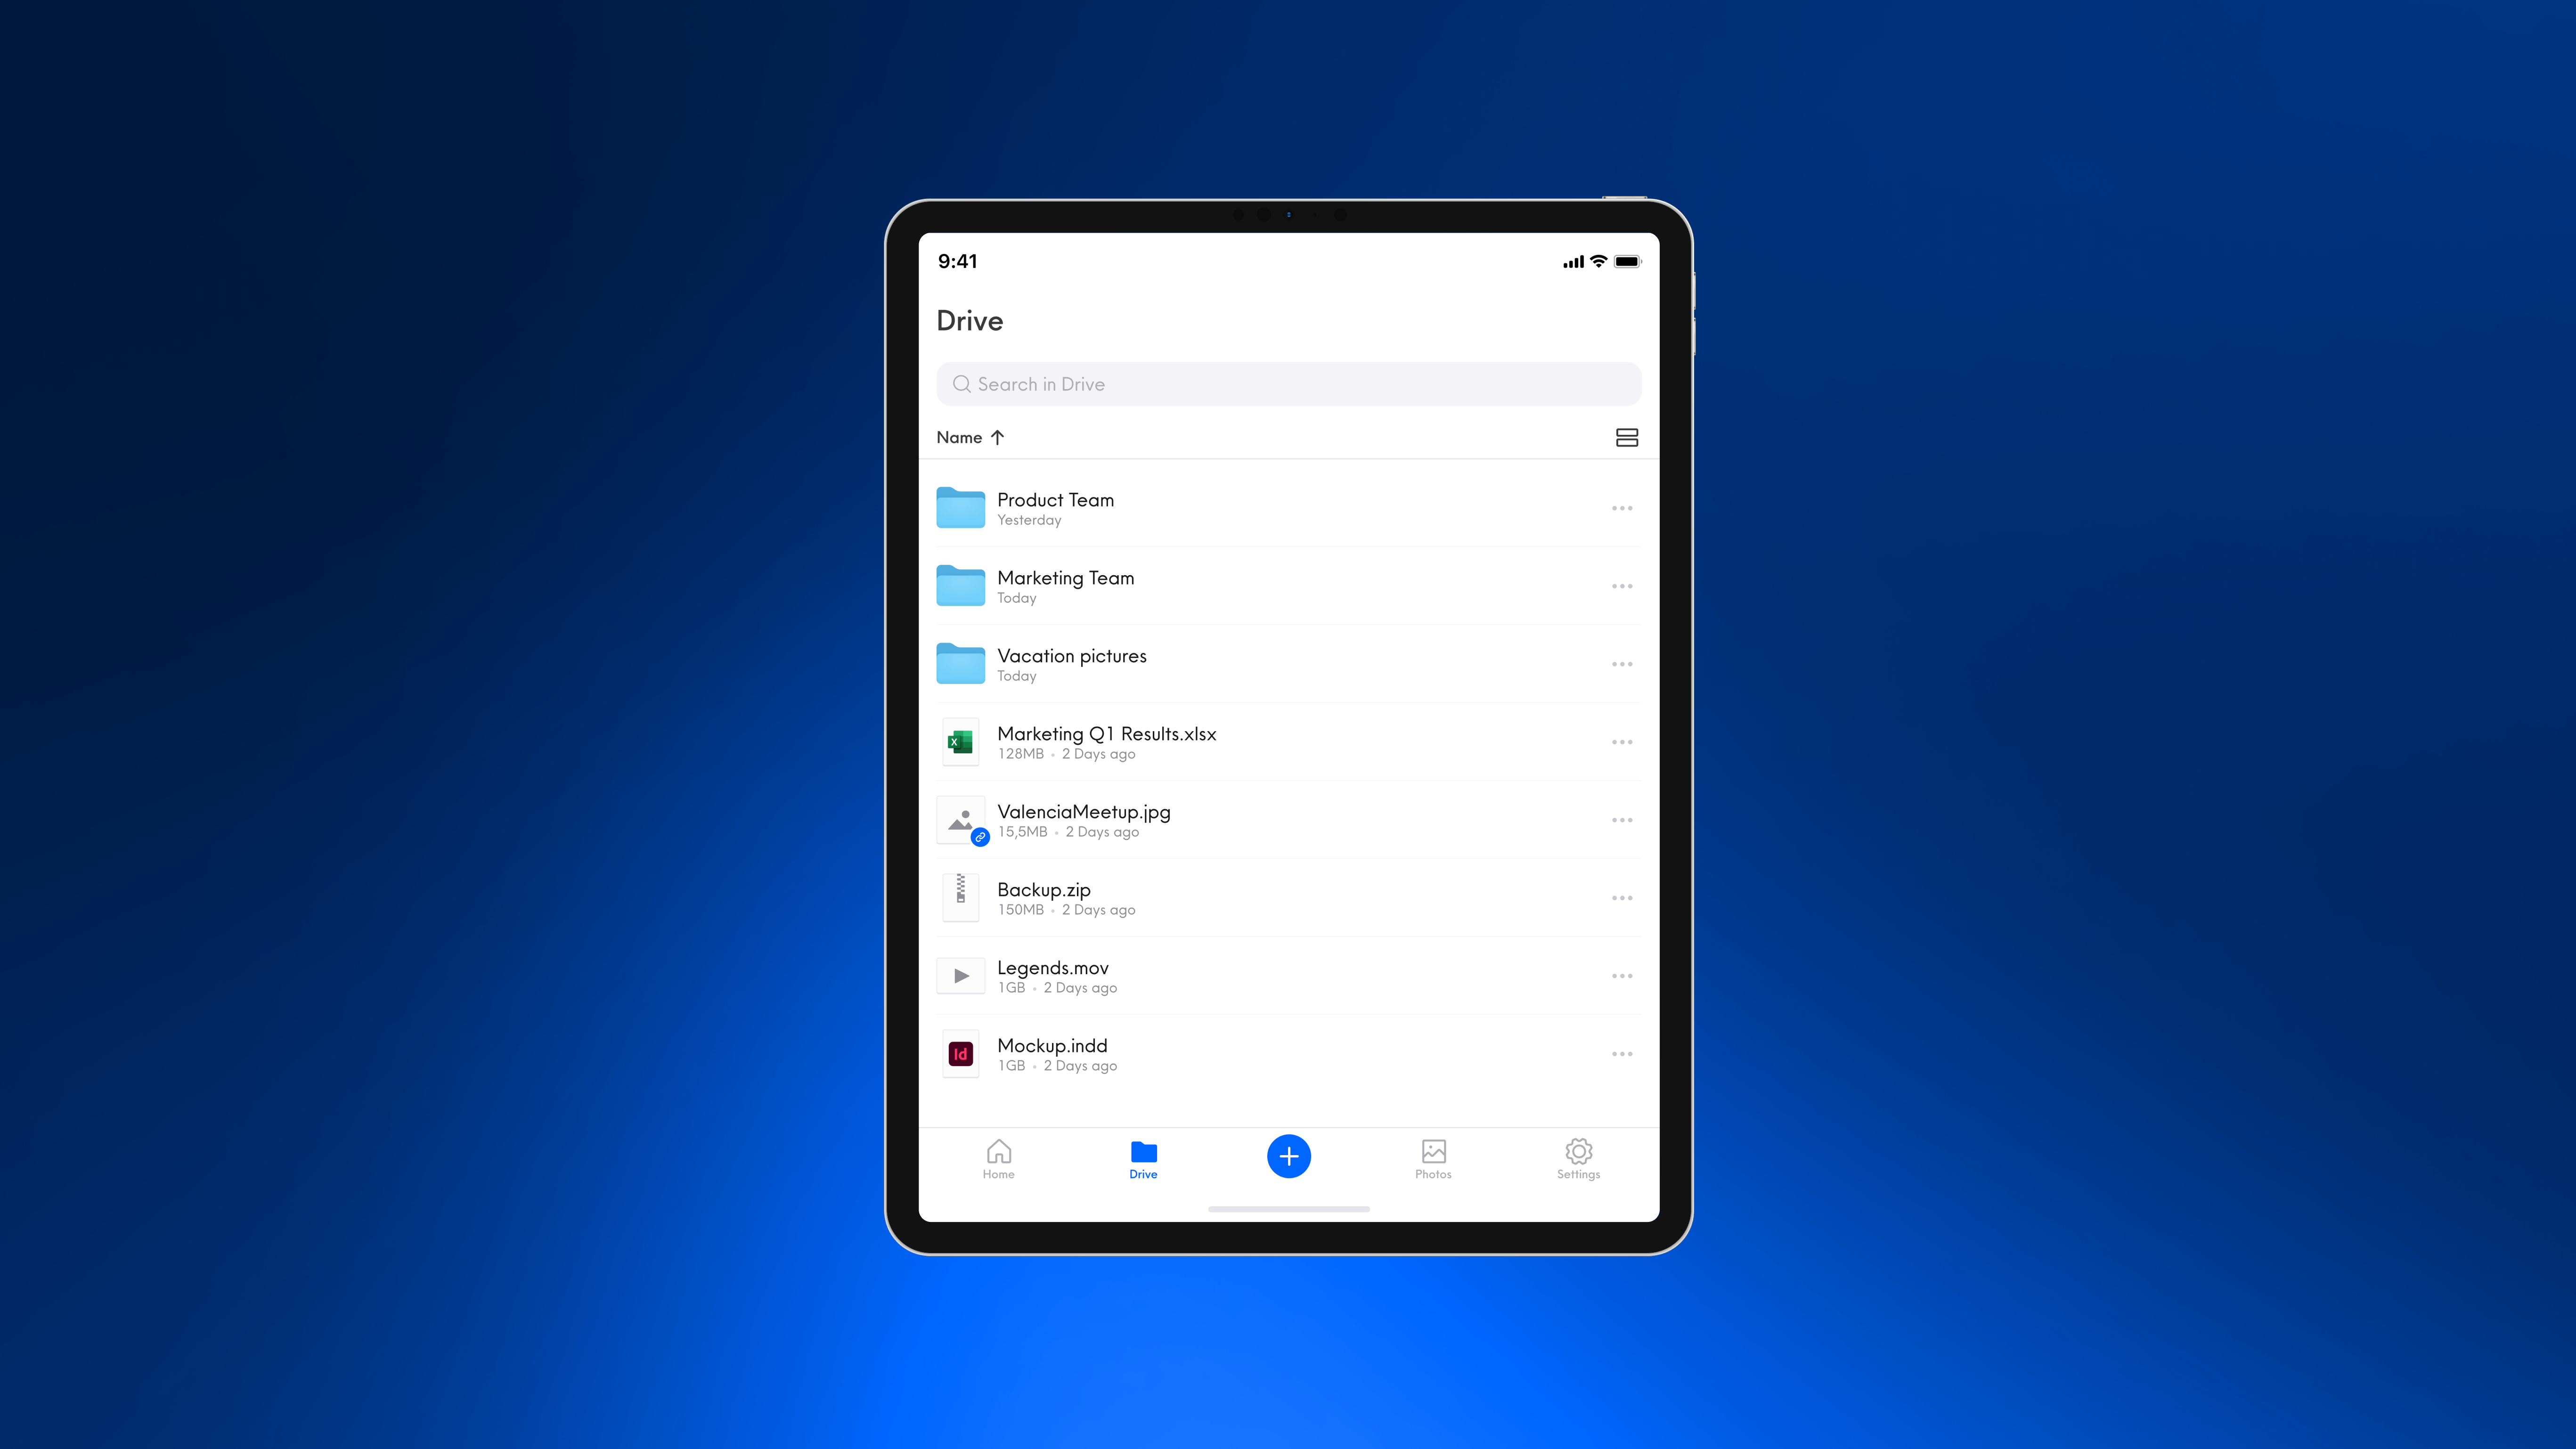 9:41
Drive
Search in Drive
Name
Product Team
Yesterday
Marketing Team
Today
Vacation pictures
Today
Marketing Q1 Results.xlsx
128MB • 2 Days ago
ValenciaMeetup.jpg
15,5MB • 2 Days ago
Backup.zip
150MB • 2 Days ago
Legends.mov
1GB • 2 Days ago
Id
Mockup.indd
1GB • 2 Days ago
Home Drive Photos Settings